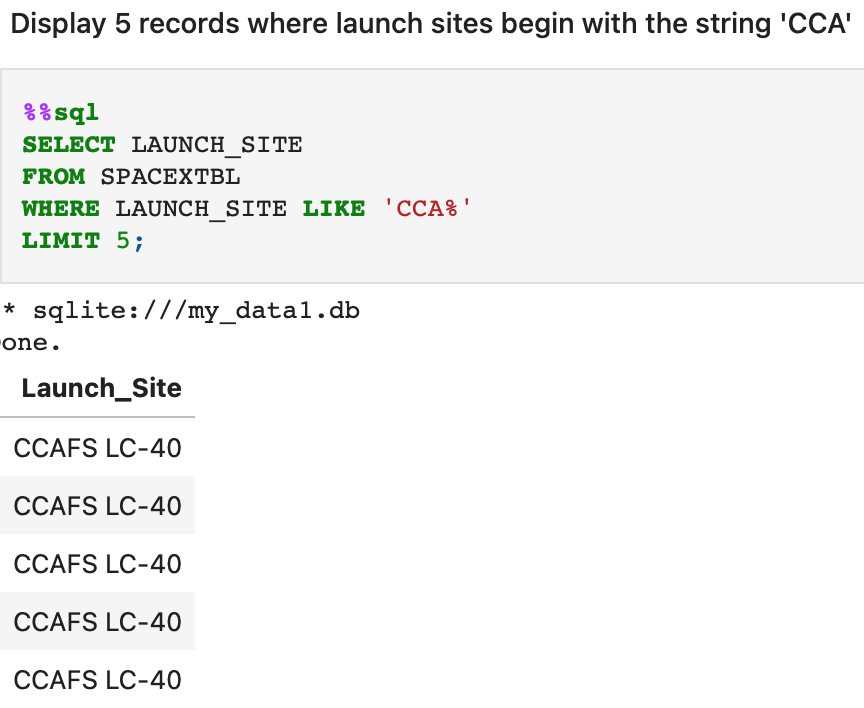 Display 5 records where launch sites begin with the string 'CCA'
%%sql
SELECT LAUNCH_SITE
FROM SPACEXTBL
WHERE LAUNCH_SITE LIKE 'CCA%'
LIMIT 5;
* sqlite:///my_data1.db
one.
Launch_Site
CCAFS LC-40
CCAFS LC-40
CCAFS LC-40
CCAFS LC-40
CCAFS LC-40